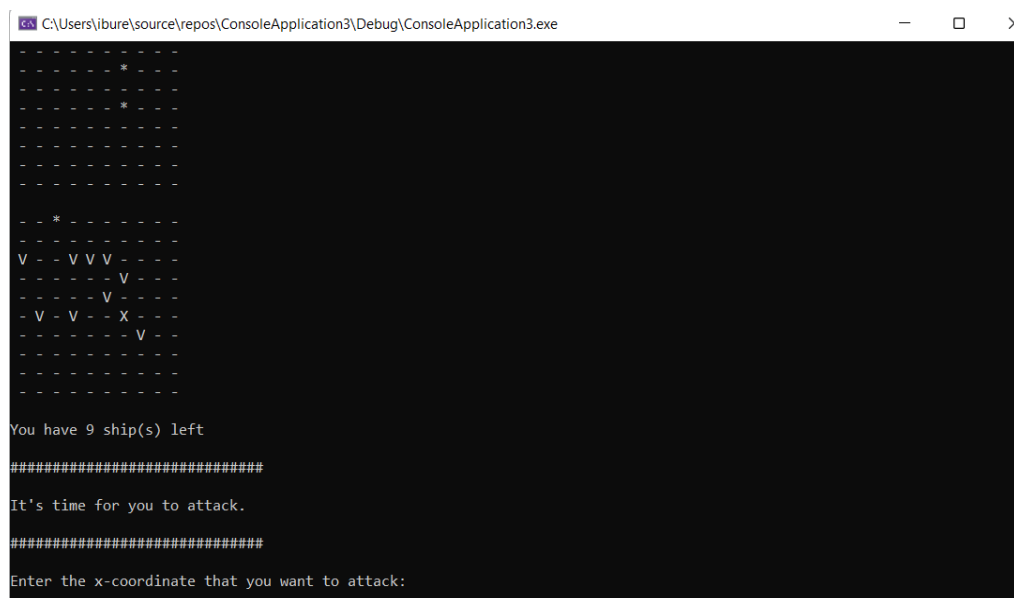 C:\Users\ibure\source\repos\ConsoleApplication3\Debug\ConsoleApplication3.exe
- - - - - - - - - -
- - - - - - * - - -
- - - - - - - - - -
- - - - - - * - - -
- - - - - - - - - -
- - - - - - - - - -
- - - - - - - - - -
- - - - - - - - - -
- - * - - - - - - -
- - - - - - - - - -
V - - V V V - - - -
- - - - - - V - - -
- - - - - V - - - -
- V - V - - X - - -
- - - - - - - V - -
- - - - - - - - - -
- - - - - - - - - -
- - - - - - - - - -
You have 9 ship(s) left
##############################
It's time for you to attack.
##############################
Enter the x-coordinate that you want to attack: